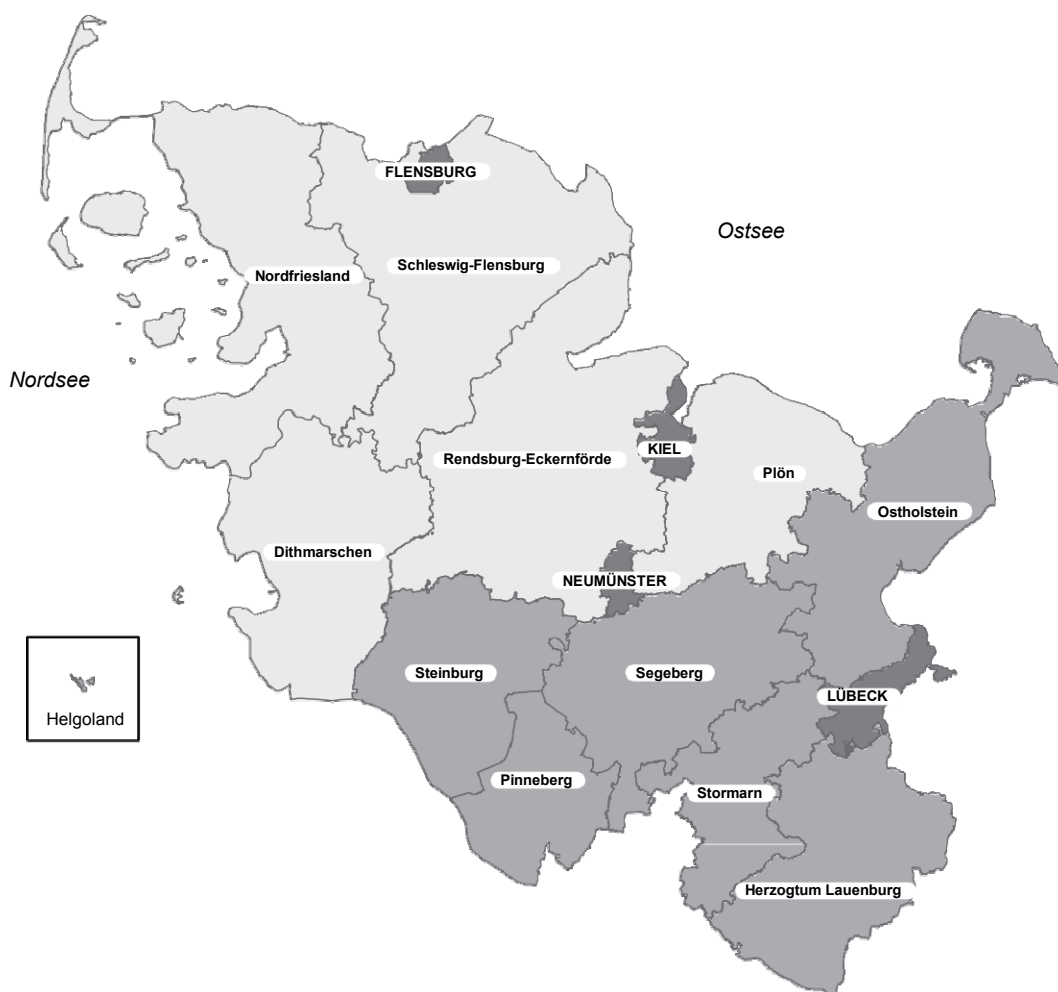 FLENSBURG
Ostsee
Schleswig-Flensburg
Nordfriesland
Nordsee
KIEL
Rendsburg-Eckernförde
Plön
Ostholstein
Dithmarschen
NEUMÜNSTER
Steinburg
Segeberg
LÜBECK
Helgoland
Pinneberg
Stormarn
Herzogtum Lauenburg